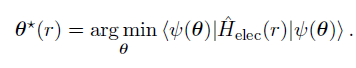 θ⋆(r) = arg min_θ ⟨ψ(θ)|Ĥ_elec(r)|ψ(θ)⟩ .